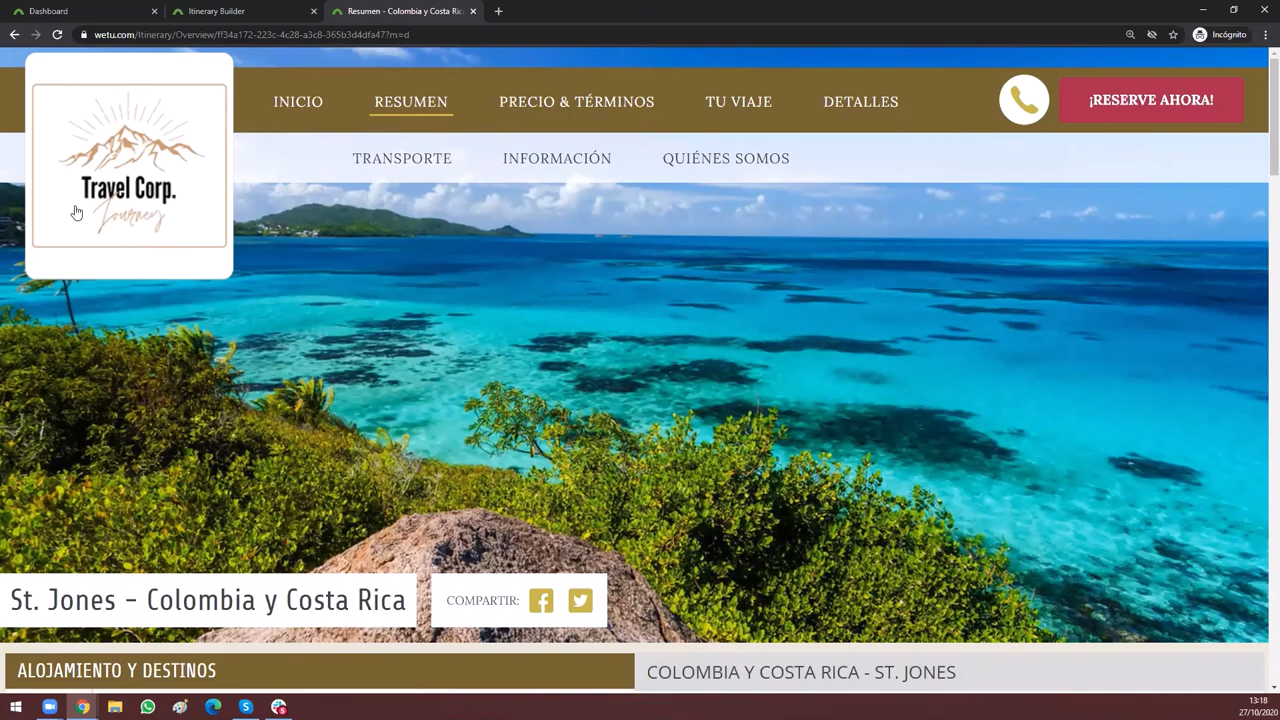 Dashboard
Itinerary Builder
Resumen - Colombia y Costa Ric
wetu.com/Itinerary/Overview/ff34a172-223c-4c28-a3c8-365b3d4dfa47?m=d
Incógnito
INICIO
RESUMEN
PRECIO & TÉRMINOS
TU VIAJE
DETALLES
¡RESERVE AHORA!
TRANSPORTE
INFORMACIÓN
QUIÉNES SOMOS
Travel Corp.
Journey
St. Jones - Colombia y Costa Rica
COMPARTIR:
ALOJAMIENTO Y DESTINOS
COLOMBIA Y COSTA RICA - ST. JONES
13:18
27/10/2020